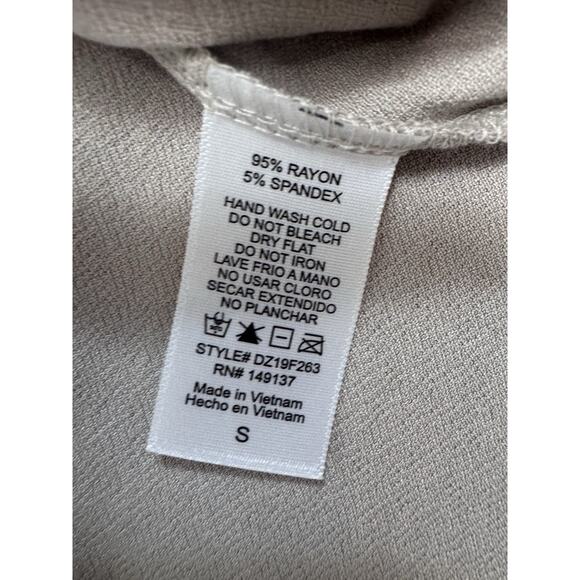 95% RAYON
5% SPANDEX
HAND WASH COLD
DO NOT BLEACH
DRY FLAT
DO NOT IRON
LAVE FRIO A MANO
NO USAR CLORO
SECAR EXTENDIDO
NO PLANCHAR
STYLE# DZ19F263
RN# 149137
Made in Vietnam
Hecho en Vietnam
S